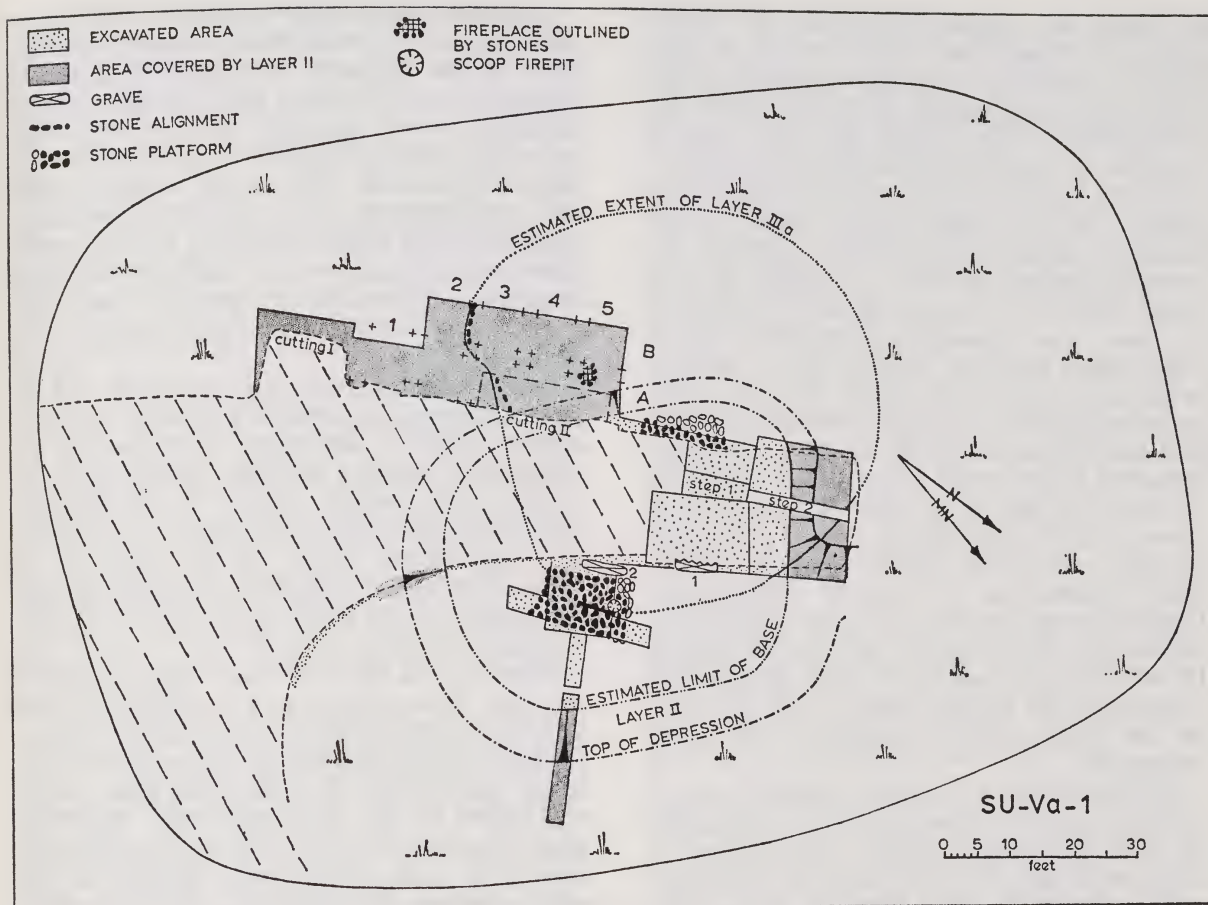 EXCAVATED AREA
AREA COVERED BY LAYER II
GRAVE
STONE ALIGNMENT
STONE PLATFORM
FIREPLACE OUTLINED
BY STONES
SCOOP FIREPIT
ESTIMATED EXTENT OF LAYER III a
2 3 4 5
1
cutting I
B
A
cutting II
step 1
step 2
N
MN
2
1
ESTIMATED LIMIT OF BASE
LAYER II
TOP OF DEPRESSION
SU-Va-1
0 5 10 20 30
feet